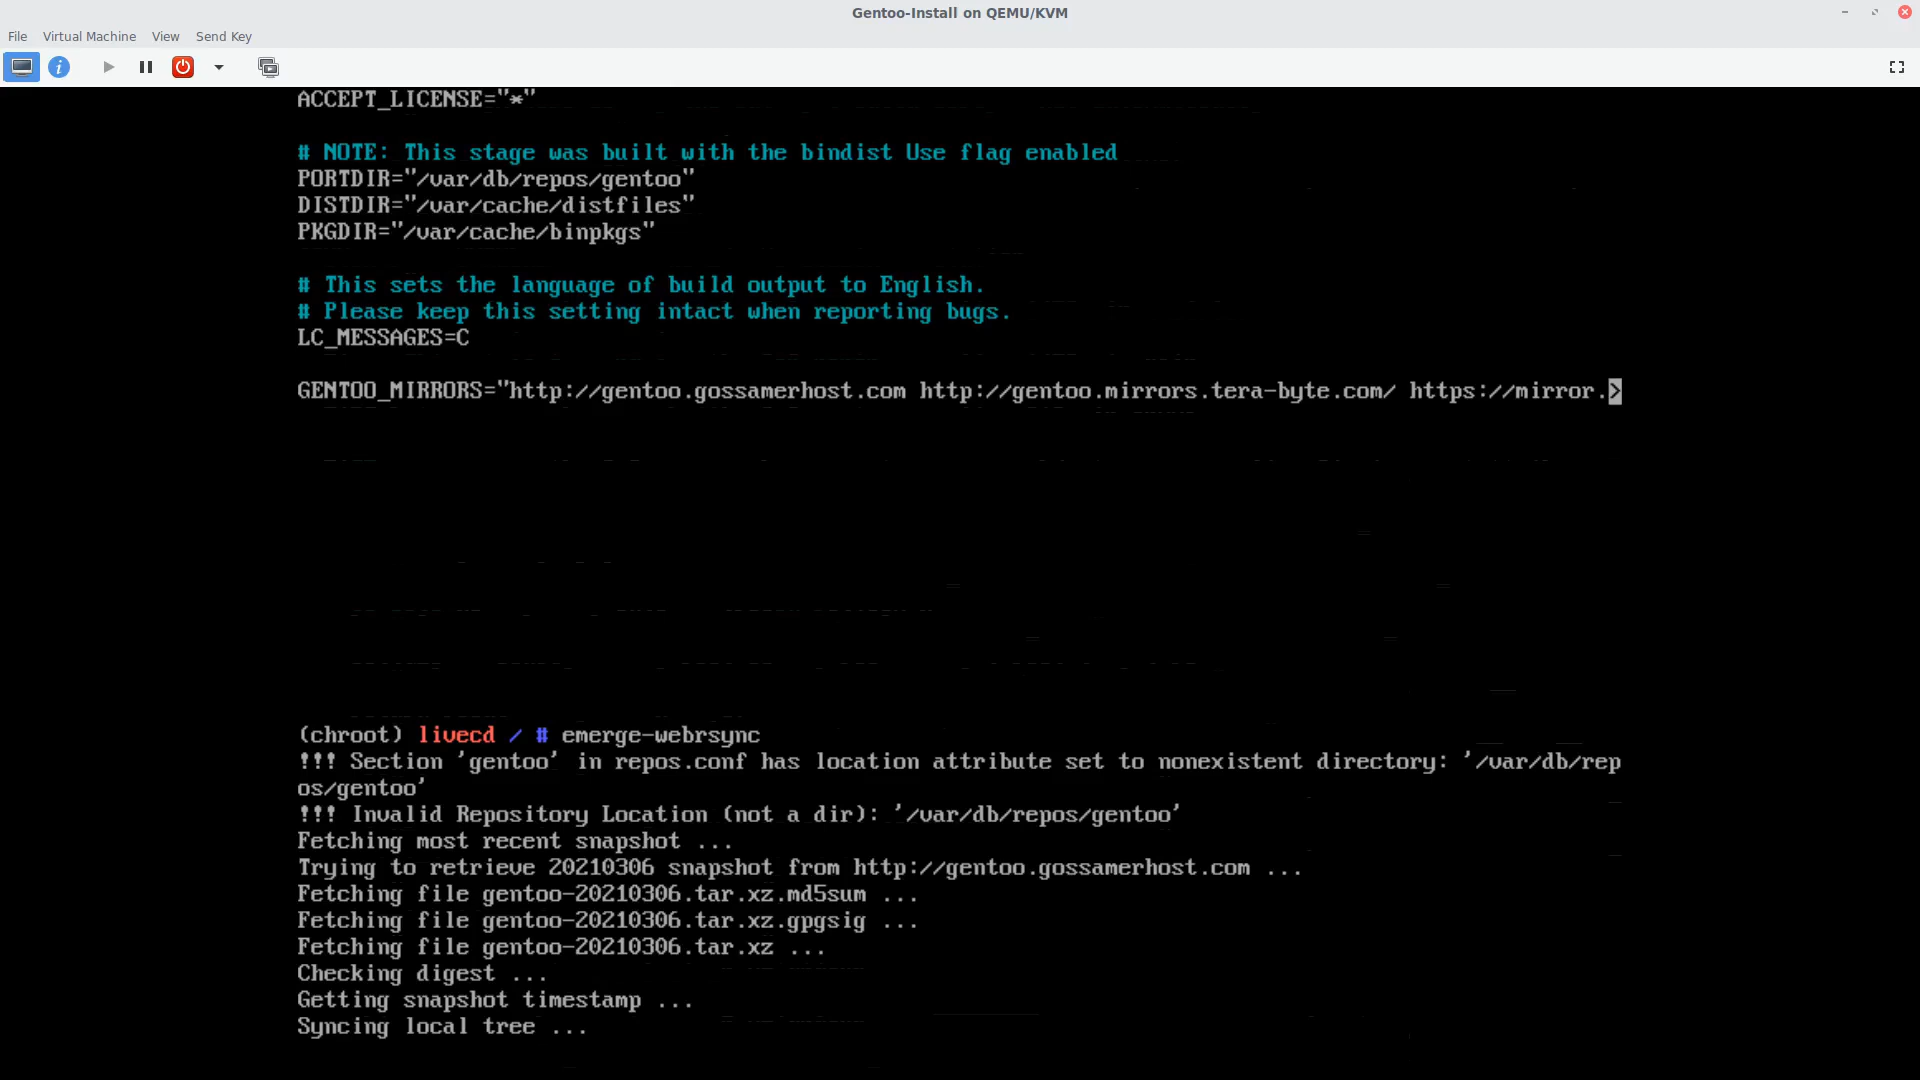 Gentoo-Install on QEMU/KVM
File Virtual Machine View Send Key
ACCEPT_LICENSE="*"
# NOTE: This stage was built with the bindist Use flag enabled
PORTDIR="/var/db/repos/gentoo"
DISTDIR="/var/cache/distfiles"
PKGDIR="/var/cache/binpkgs"
# This sets the language of build output to English.
# Please keep this setting intact when reporting bugs.
LC_MESSAGES=C
GENTOO_MIRRORS="http://gentoo.gossamerhost.com http://gentoo.mirrors.tera-byte.com/ https://mirror.>
(chroot) livecd / # emerge-webrsync
!!! Section 'gentoo' in repos.conf has location attribute set to nonexistent directory: '/var/db/rep
os/gentoo'
!!! Invalid Repository Location (not a dir): '/var/db/repos/gentoo'
Fetching most recent snapshot ...
Trying to retrieve 20210306 snapshot from http://gentoo.gossamerhost.com ...
Fetching file gentoo-20210306.tar.xz.md5sum ...
Fetching file gentoo-20210306.tar.xz.gpgsig ...
Fetching file gentoo-20210306.tar.xz ...
Checking digest ...
Getting snapshot timestamp ...
Syncing local tree ...